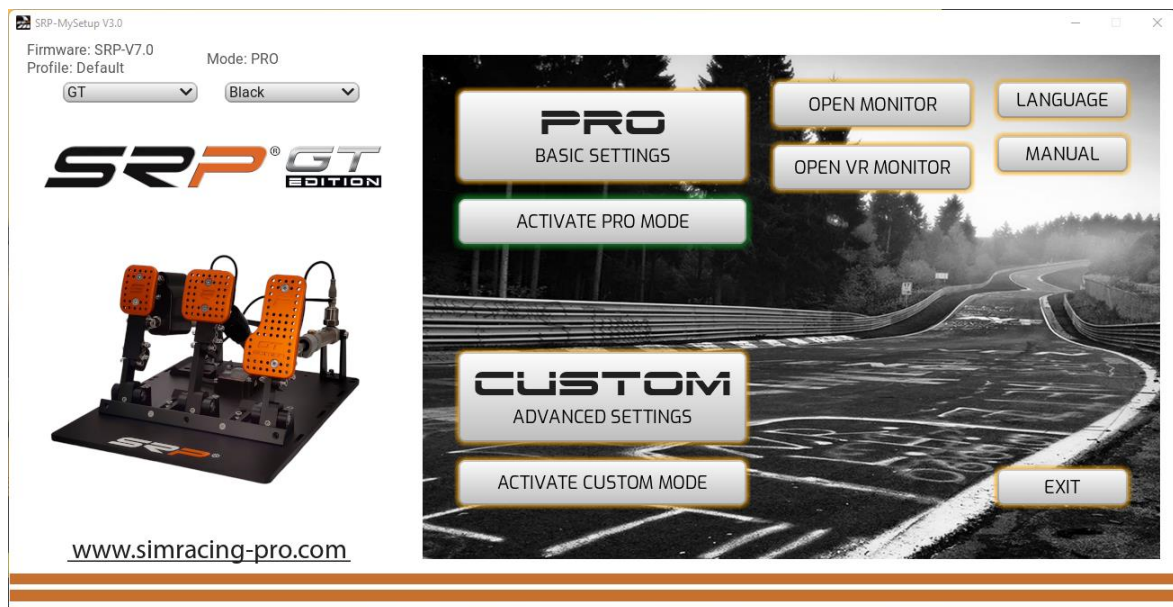 SRP-MySetup V3.0
Firmware: SRP-V7.0
Profile: Default
Mode: PRO
GT
Black
SRP®
GT
EDITION
SRP®
www.simracing-pro.com
PRO
BASIC SETTINGS
ACTIVATE PRO MODE
OPEN MONITOR
OPEN VR MONITOR
LANGUAGE
MANUAL
CUSTOM
ADVANCED SETTINGS
ACTIVATE CUSTOM MODE
EXIT